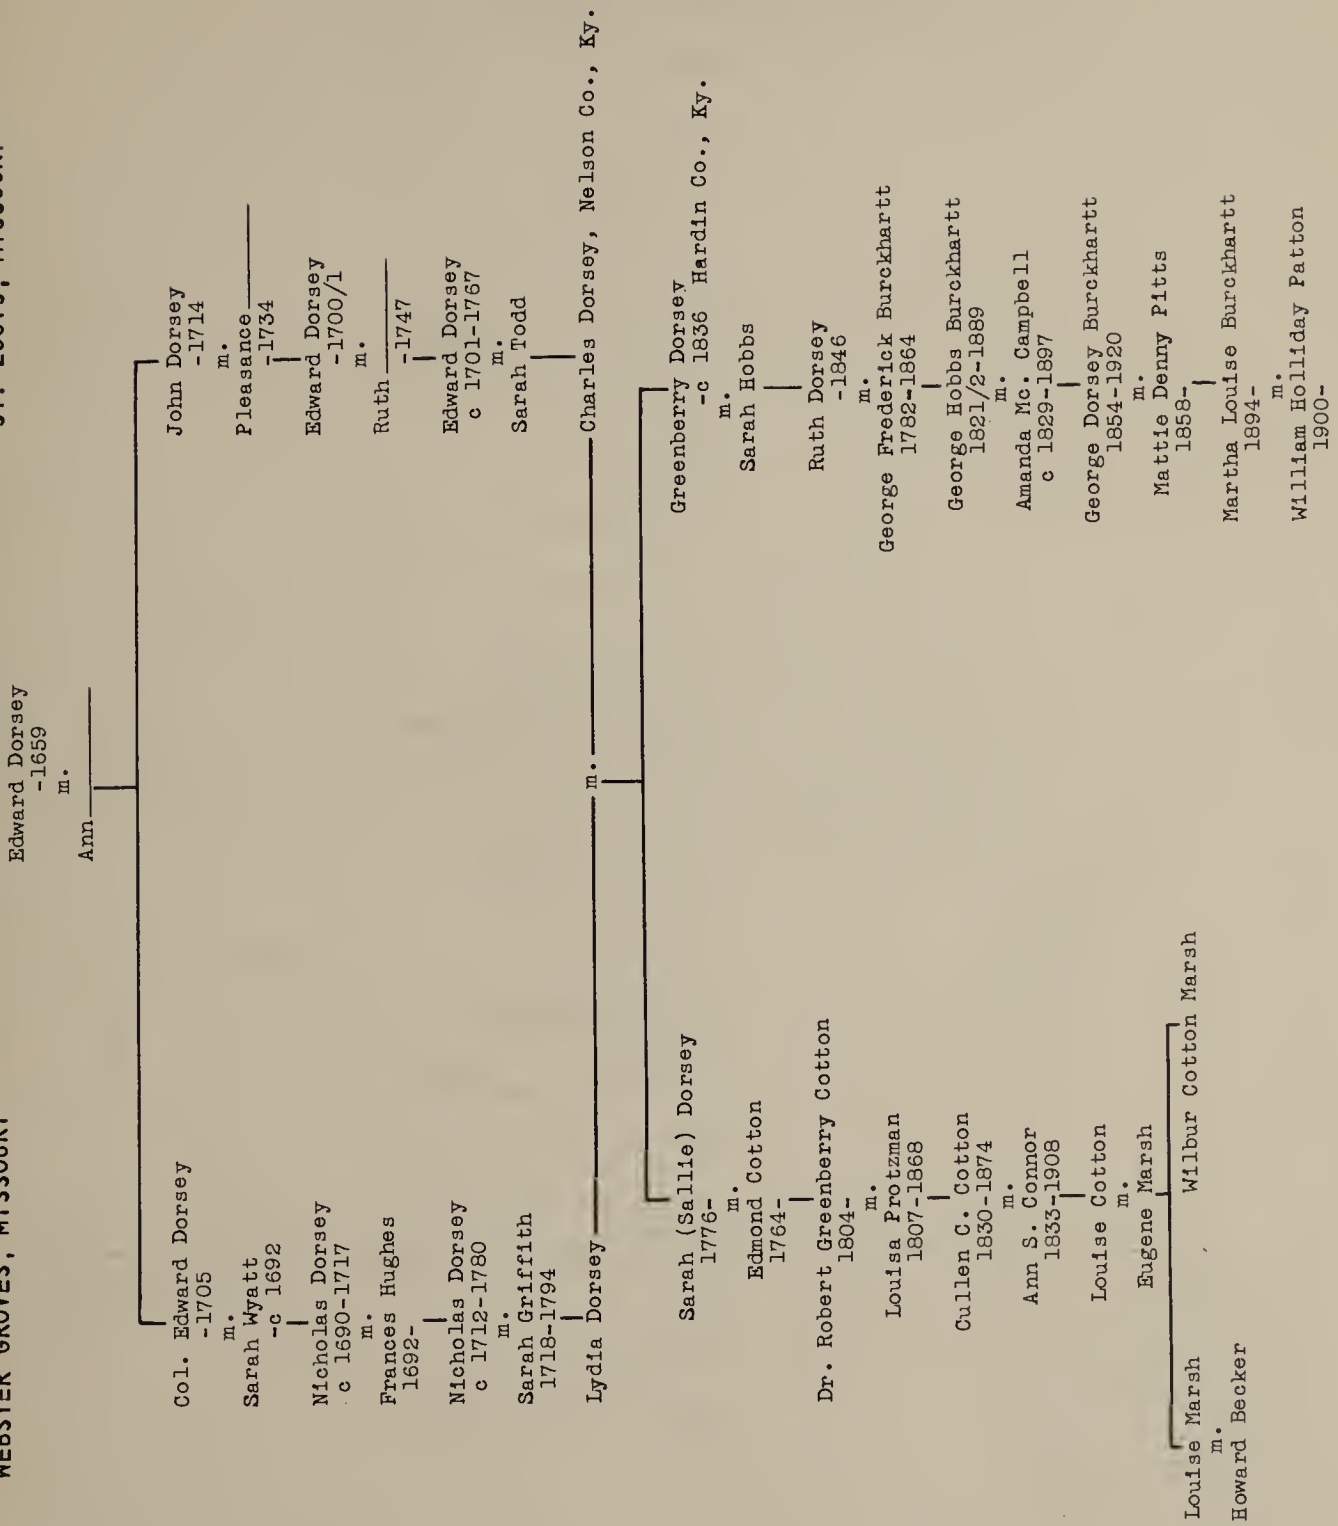 WEBSTER GROVES, MISSOURI
ST. LOUIS, MISSOURI
Edward Dorsey
-1659
m.
Ann
Col. Edward Dorsey
-1705
m.
Sarah Wyatt
-c 1692
Nicholas Dorsey
c 1690-1717
m.
Frances Hughes
1692-
Nicholas Dorsey
c 1712-1780
m.
Sarah Griffith
1718-1794
Lydia Dorsey
John Dorsey
-1714
m.
Pleasance
-1734
Edward Dorsey
-1700/1
m.
Ruth
-1747
Edward Dorsey
c 1701-1767
m.
Sarah Todd
m.
Charles Dorsey, Nelson Co., Ky.
Sarah (Sallie) Dorsey
1776-
m.
Edmond Cotton
1764-
Dr. Robert Greenberry Cotton
1804-
m.
Louisa Protzman
1807-1868
Cullen C. Cotton
1830-1874
m.
Ann S. Connor
1833-1908
Louise Cotton
m.
Eugene Marsh
Louise Marsh
m.
Howard Becker
Wilbur Cotton Marsh
Greenberry Dorsey
-c 1836 Hardin Co., Ky.
m.
Sarah Hobbs
Ruth Dorsey
-1846
m.
George Frederick Burckhartt
1782-1864
George Hobbs Burckhartt
1821/2-1889
m.
Amanda Mc. Campbell
c 1829-1897
George Dorsey Burckhartt
1854-1920
m.
Mattie Denny Pitts
1858-
Martha Louise Burckhartt
1894-
m.
William Holliday Patton
1900-